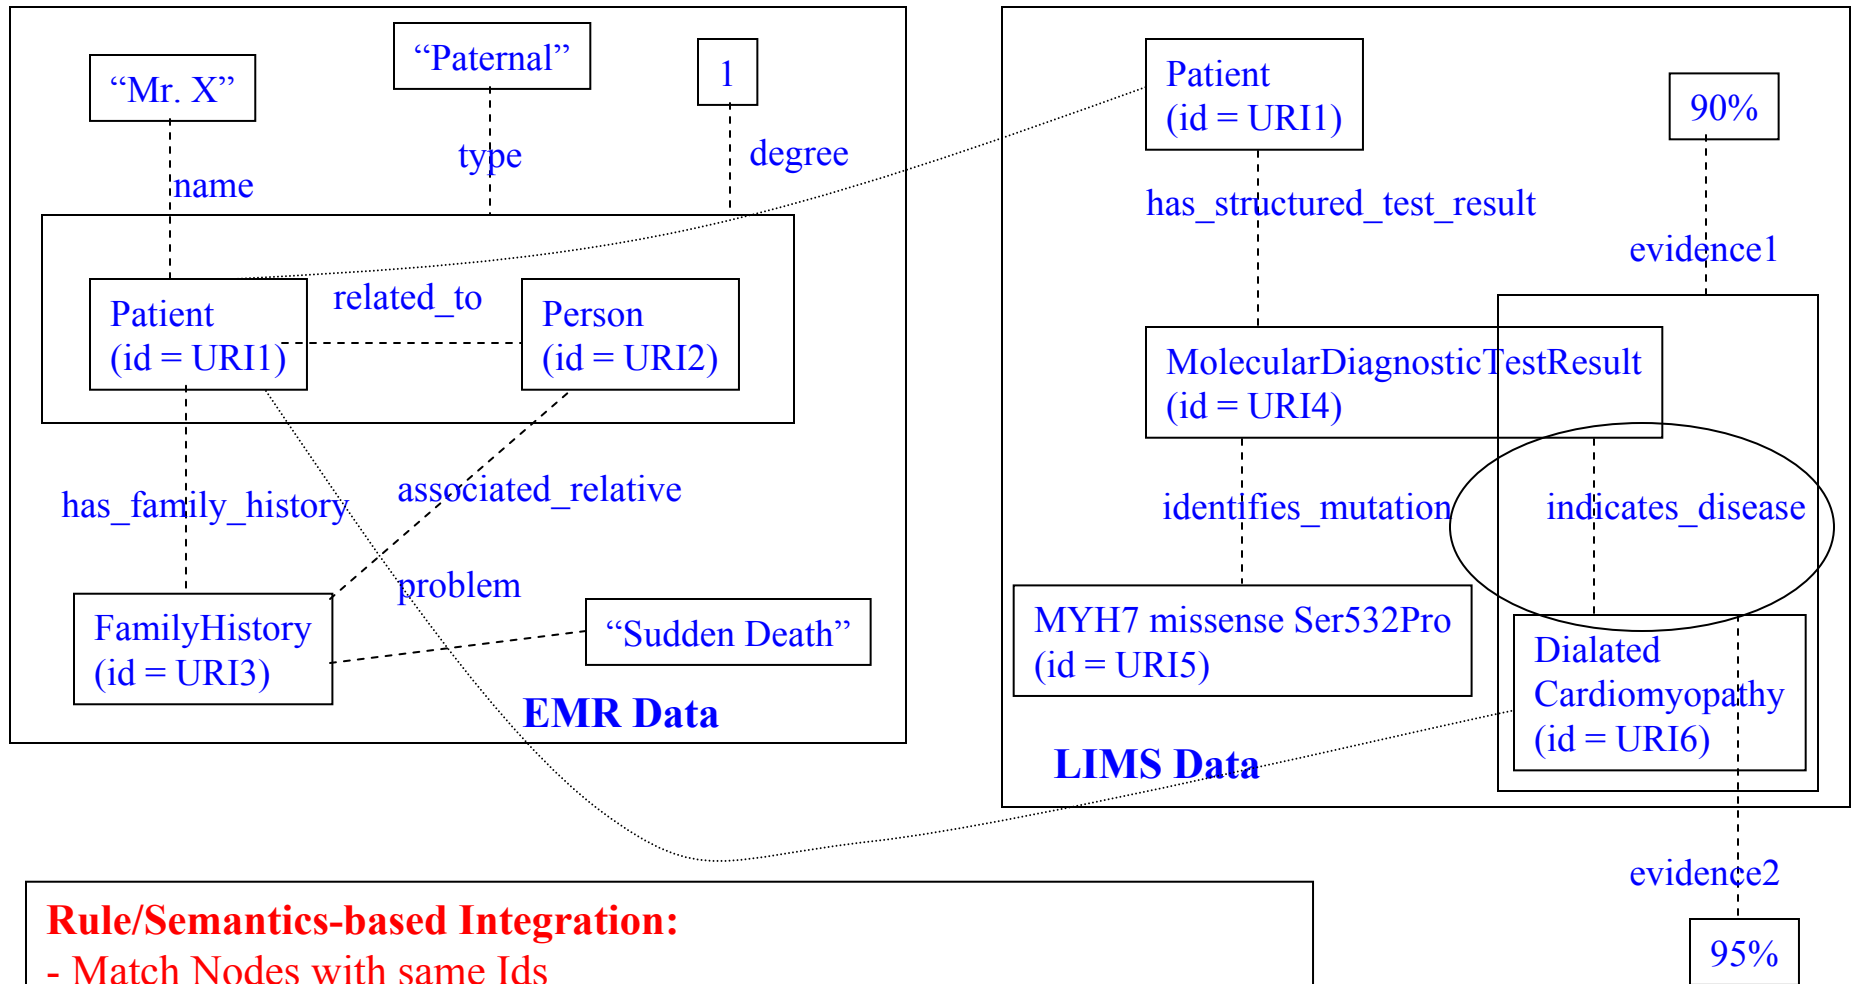 “Mr. X”
“Paternal”
1
name
type
degree
Patient
(id = URI1)
related_to
Person
(id = URI2)
has_family_history
associated_relative
problem
FamilyHistory
(id = URI3)
“Sudden Death”
EMR Data
Patient
(id = URI1)
90%
has_structured_test_result
evidence1
MolecularDiagnosticTestResult
(id = URI4)
identifies_mutation
indicates_disease
MYH7 missense Ser532Pro
(id = URI5)
Dialated
Cardiomyopathy
(id = URI6)
LIMS Data
evidence2
95%
Rule/Semantics-based Integration:
- Match Nodes with same Ids